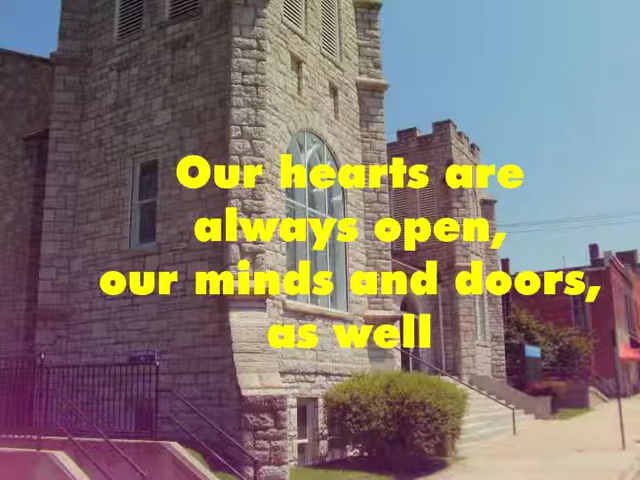 Our hearts are
always open,
our minds and doors,
as well